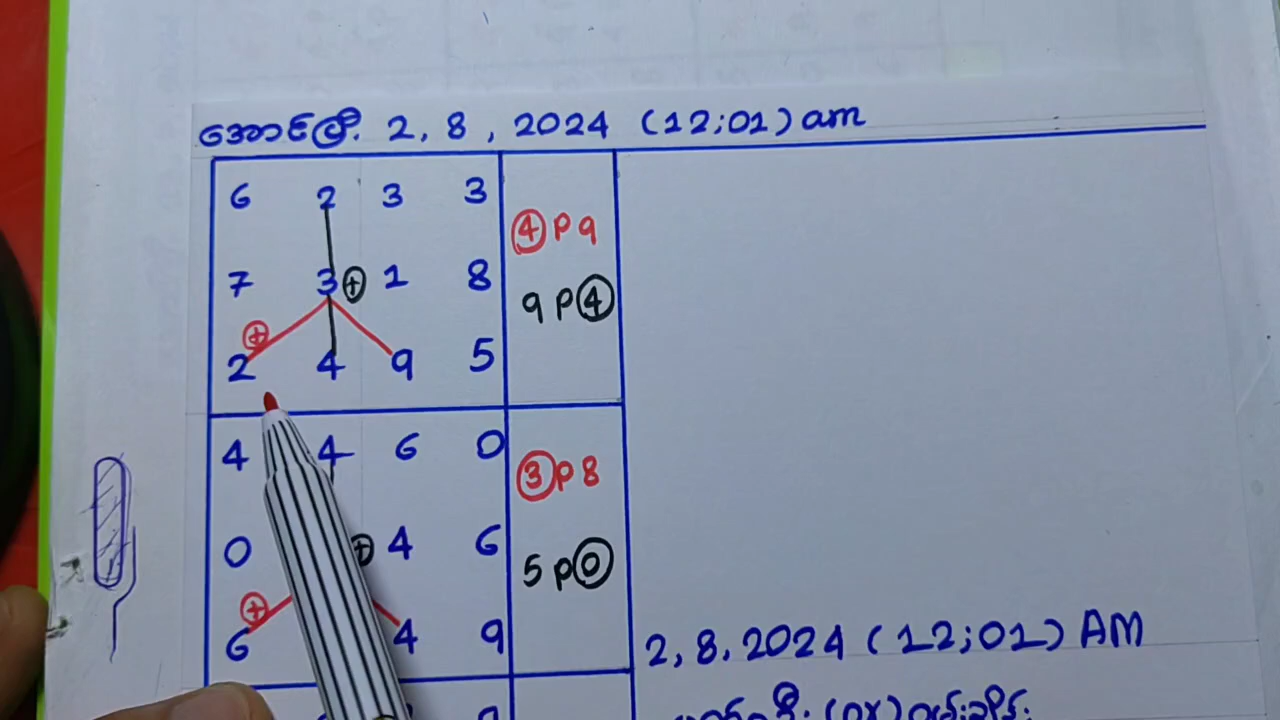 အောင်ပြီ. 2, 8, 2024 (12;01) am
6 2 3 3
④ P 9
7 3 ⊕ 1 8
9 P ④
⊕
2 4 9 5
4 4 6 0
③ P 8
0 ⊕ 4 6
5 P ⓪
⊕
6 4 9
2, 8, 2024 (12;01) AM